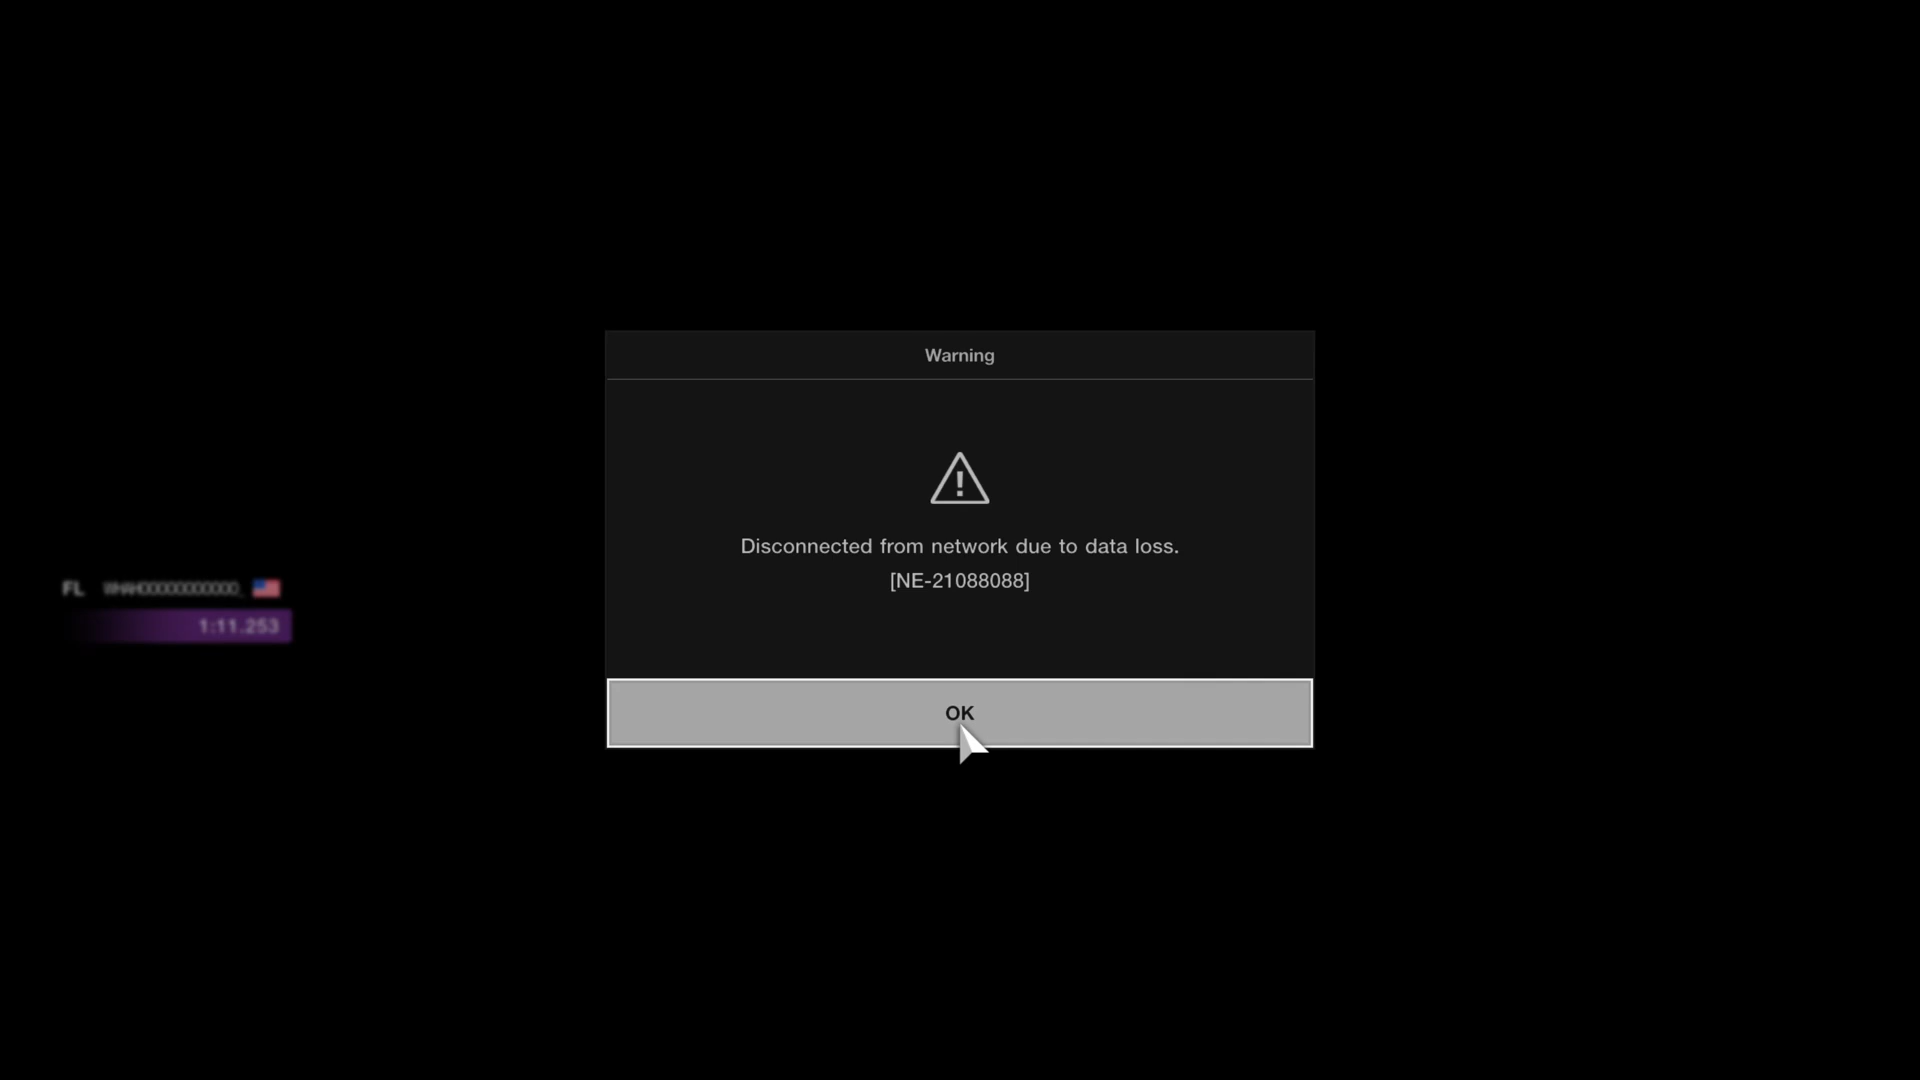 Warning
Disconnected from network due to data loss.
[NE-21088088]
FL
1:11.253
OK